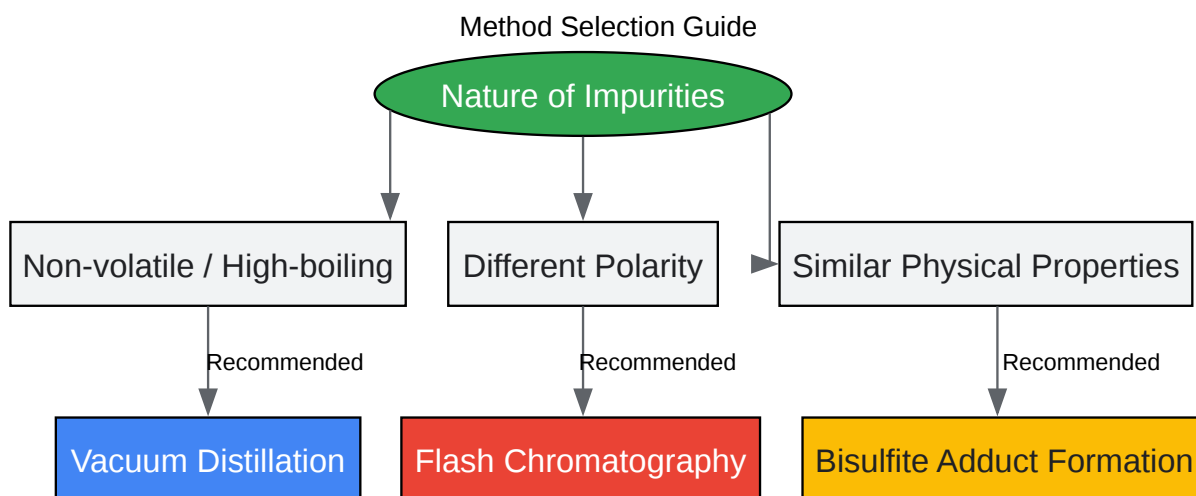 Method Selection Guide
Nature of Impurities
Non-volatile / High-boiling
Different Polarity
Similar Physical Properties
Recommended
Recommended
Recommended
Vacuum Distillation
Flash Chromatography
Bisulfite Adduct Formation